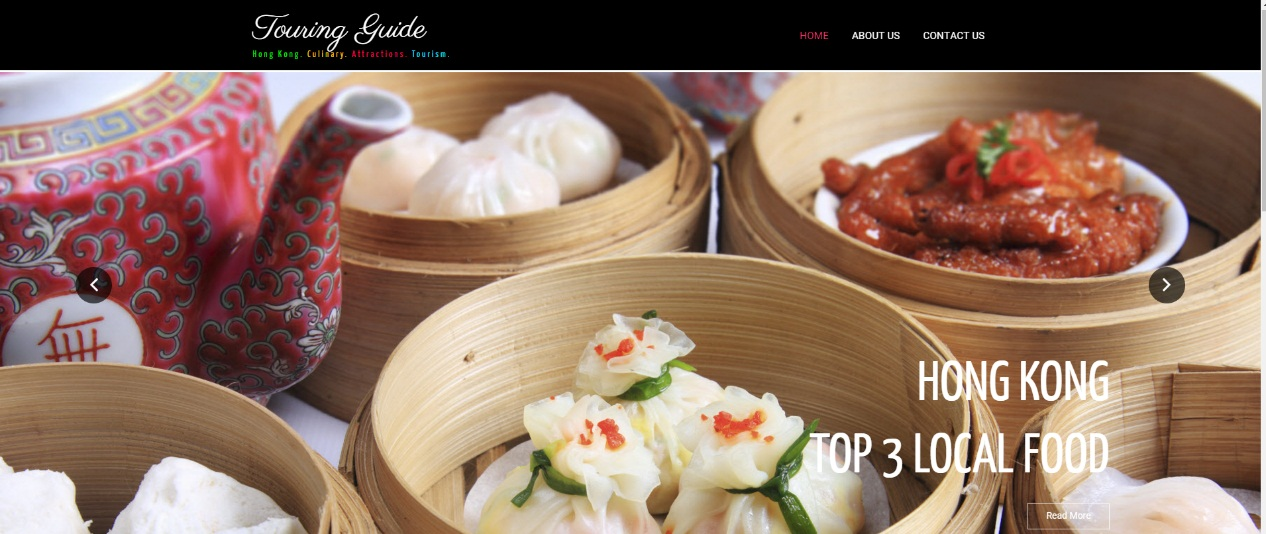 Touring Guide
Hong Kong. Culinary. Attractions. Tourism.
HOME ABOUT US CONTACT US
無
HONG KONG
TOP 3 LOCAL FOOD
Read More